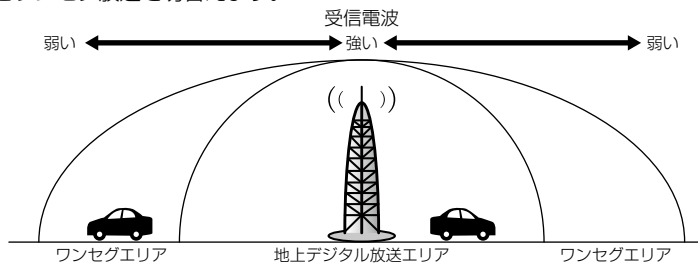 受信電波
弱い 強い 弱い
ワンセグエリア 地上デジタル放送エリア ワンセグエリア